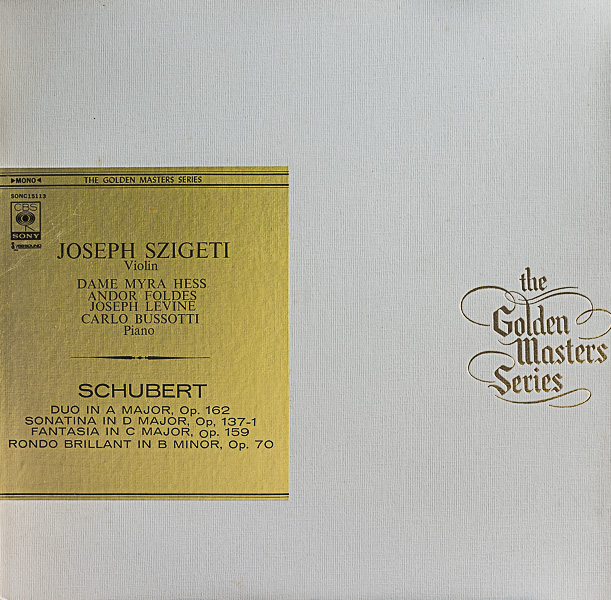 ▶MONO◀ THE GOLDEN MASTERS SERIES
SONC15113
CBS
SONY
JOSEPH SZIGETI
Violin
DAME MYRA HESS
ANDOR FOLDES
JOSEPH LEVINE
CARLO BUSSOTTI
Piano
SCHUBERT
DUO IN A MAJOR, Op. 162
SONATINA IN D MAJOR, Op, 137-1
FANTASIA IN C MAJOR, Op. 159
RONDO BRILLANT IN B MINOR, Op. 70
the
Golden
Masters
Series